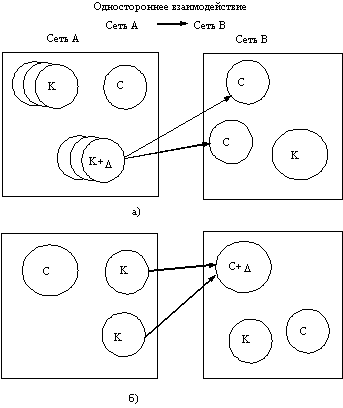 Одностороннее взаимодействие
Сеть А Сеть В
Сеть А Сеть В
К С С
С К
К+Δ
а)
С К С+Δ
К К С
б)